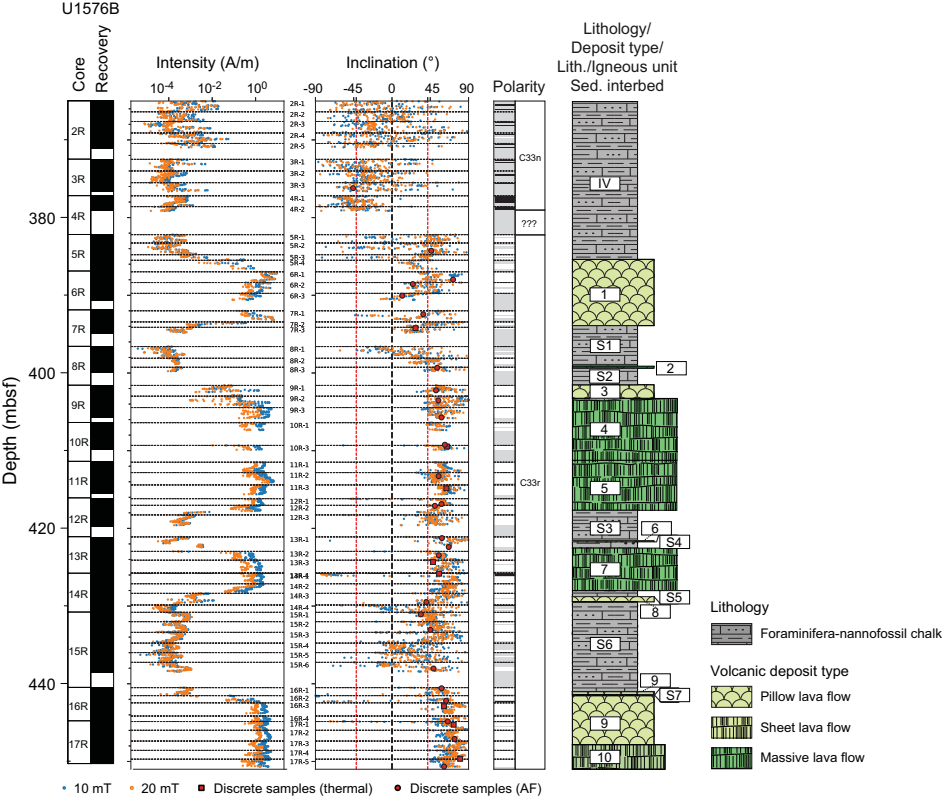 U1576B
Core
Recovery
Intensity (A/m)
10-4
10-2
100
Inclination (°)
-90
-45
0
45
90
Polarity
Lithology/
Deposit type/
Lith./Igneous unit
Sed. interbed
Depth (mbsf)
380
400
420
440
2R
3R
4R
5R
6R
7R
8R
9R
10R
11R
12R
13R
14R
15R
16R
17R
2R-1
2R-2
2R-3
2R-4
2R-5
3R-1
3R-2
3R-3
4R-1
4R-2
5R-1
5R-2
5R-3
5R-4
6R-1
6R-2
6R-3
7R-1
7R-2
7R-3
8R-1
8R-2
8R-3
9R-1
9R-2
9R-3
10R-1
10R-3
11R-1
11R-2
11R-3
12R-1
12R-2
12R-3
13R-1
13R-2
13R-3
14R-2
14R-3
14R-4
15R-1
15R-2
15R-3
15R-4
15R-5
15R-6
16R-1
16R-2
16R-3
16R-4
17R-1
17R-2
17R-3
17R-4
17R-5
C33n
???
C33r
IV
1
S1
2
S2
3
4
5
S3
6
S4
7
S5
8
S6
9
S7
9
10
Lithology
Foraminifera-nannofossil chalk
Volcanic deposit type
Pillow lava flow
Sheet lava flow
Massive lava flow
10 mT
20 mT
Discrete samples (thermal)
Discrete samples (AF)